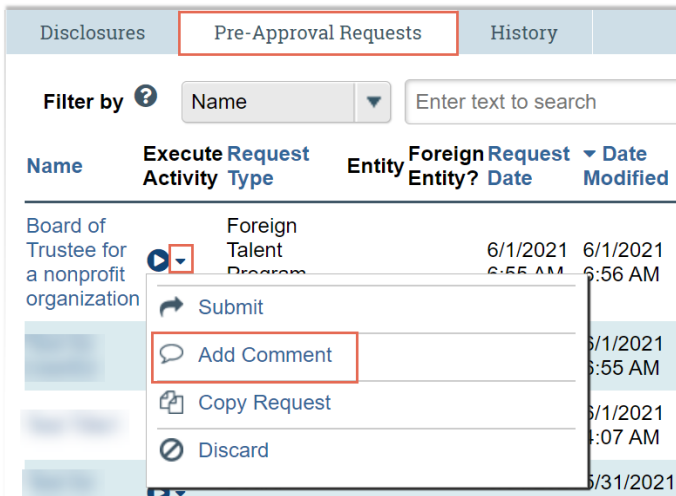 Disclosures Pre-Approval Requests History
Filter by ? Name Enter text to search
Name Execute Activity Request Type Entity Foreign Entity? Request Date Date Modified
Board of Trustee for a nonprofit organization Foreign Talent Program 6/1/2021 6:55 AM 6/1/2021 6:56 AM
Submit
Add Comment
Copy Request
Discard
6/1/2021
6:55 AM
6/1/2021
:07 AM
5/31/2021